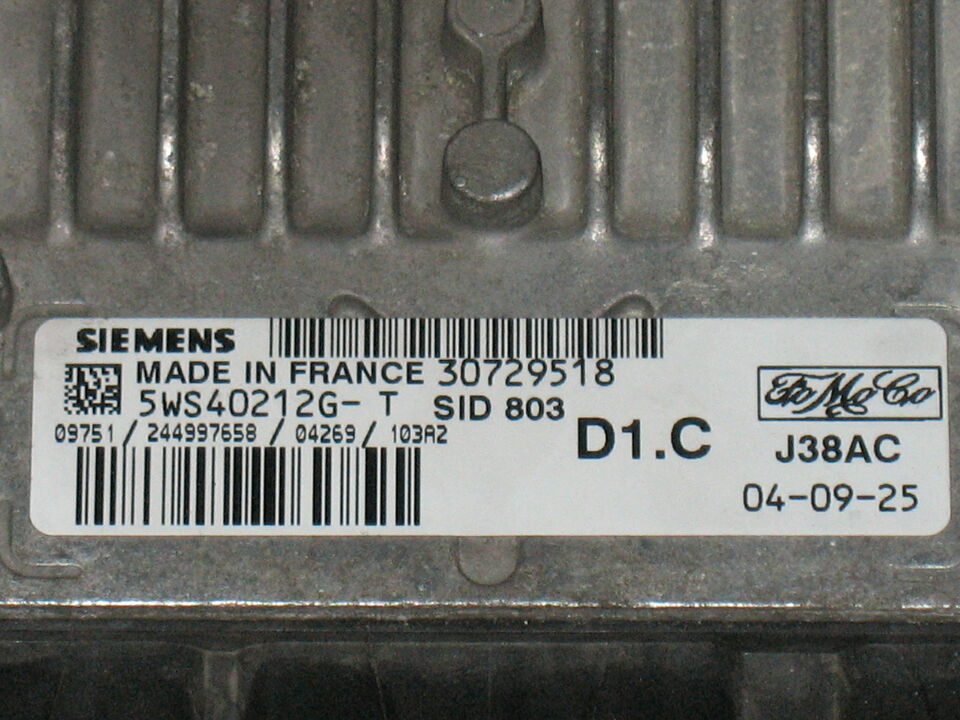 SIEMENS
MADE IN FRANCE 30729518
5WS40212G- T SID 803
09751 / 244997658 / 04269 / 103A2
D1.C
FoMoCo
J38AC
04-09-25